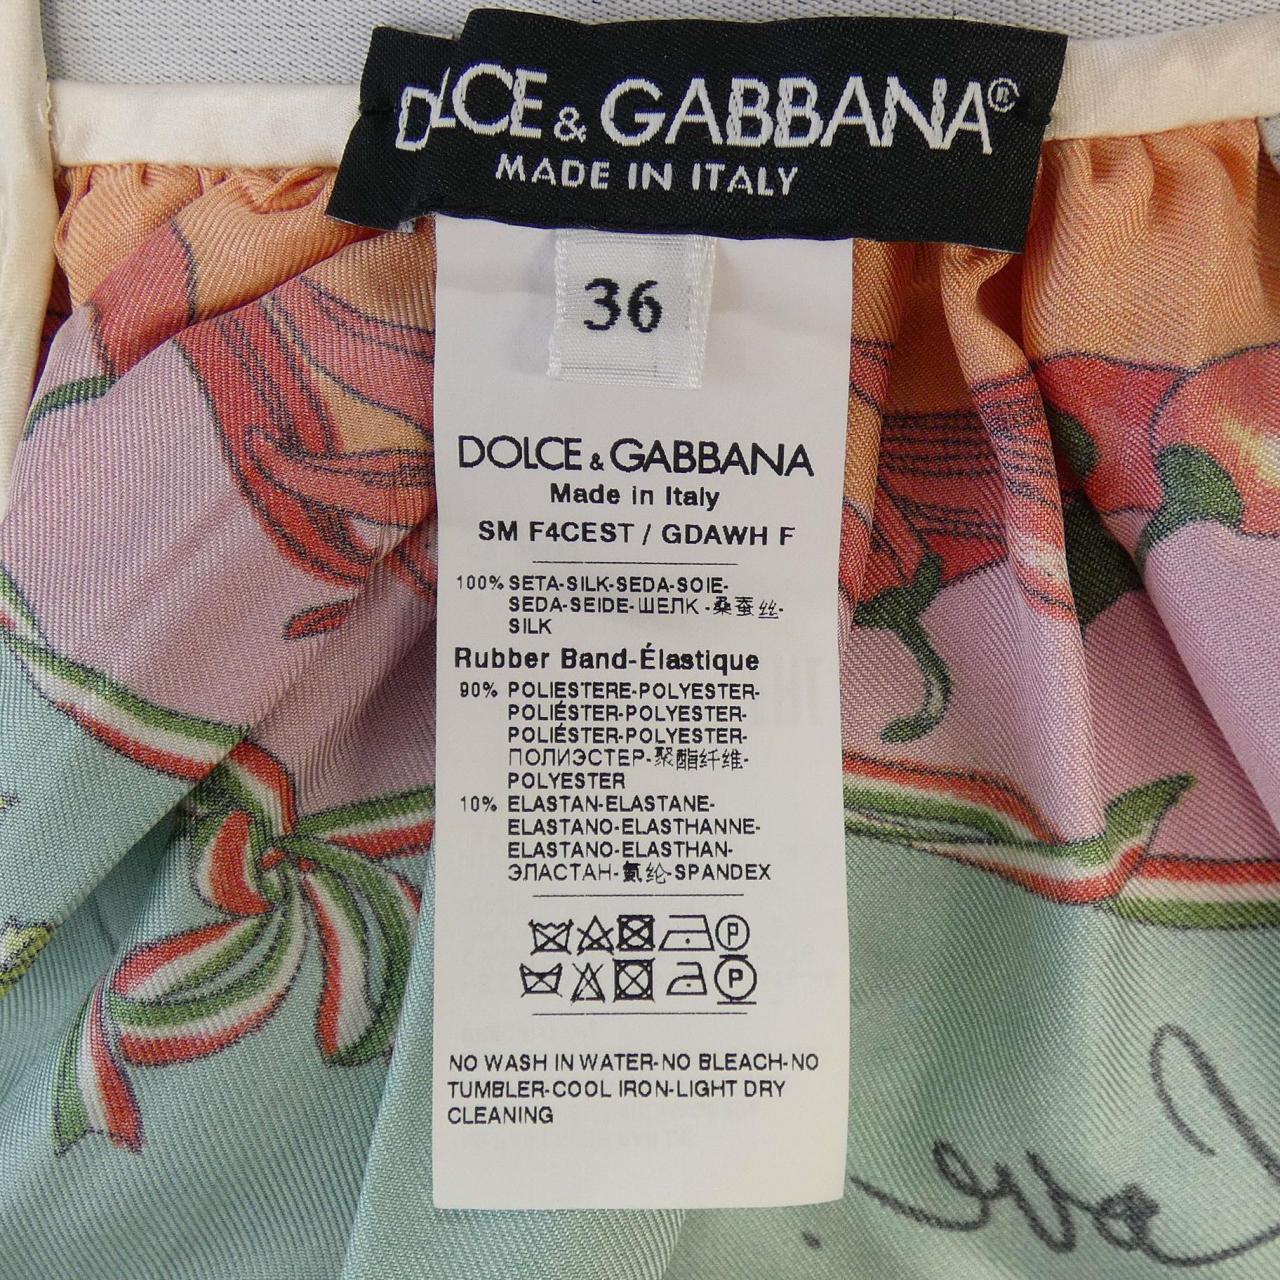 DOLCE & GABBANA®
MADE IN ITALY
36
DOLCE & GABBANA
Made in Italy
SM F4CEST / GDAWH F
100% SETA-SILK-SEDA-SOIE-
SEDA-SEIDE-ШЕЛК-桑蚕丝-
SILK
Rubber Band-Élastique
90% POLIESTERE-POLYESTER-
POLIÉSTER-POLYESTER-
POLIÉSTER-POLYESTER-
ПОЛИЭСТЕР-聚酯纤维-
POLYESTER
10% ELASTAN-ELASTANE-
ELASTANO-ELASTHANNE-
ELASTANO-ELASTHAN-
ЭЛАСТАН-氨纶-SPANDEX
P
P
NO WASH IN WATER-NO BLEACH-NO
TUMBLER-COOL IRON-LIGHT DRY
CLEANING